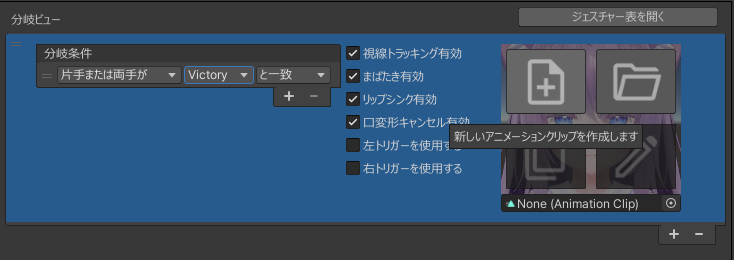 分岐ビュー
ジェスチャー表を開く
分岐条件
片手または両手が Victory と一致
視線トラッキング有効
まばたき有効
リップシンク有効
口変形キャンセル有効
新しいアニメーションクリップを作成します
左トリガーを使用する
右トリガーを使用する
None (Animation Clip)